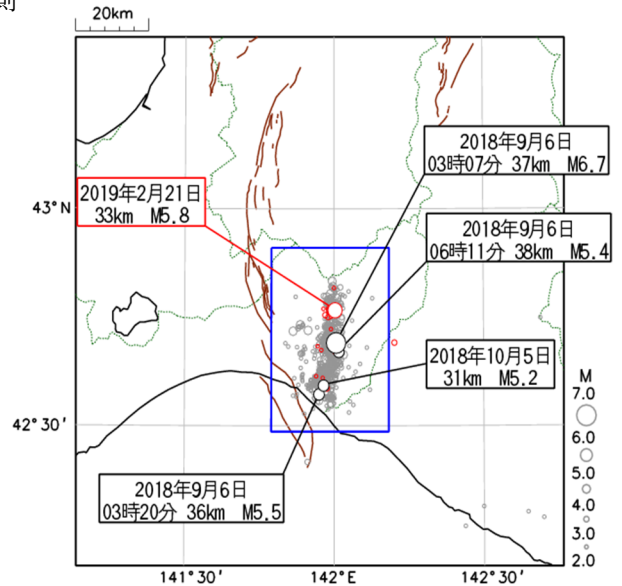 則
20km
2018年9月6日
03時07分 37km M6.7
2019年2月21日
33km M5.8
43°N
2018年9月6日
06時11分 38km M5.4
2018年10月5日
31km M5.2
M
7.0
6.0
5.0
4.0
3.0
2.0
42°30′
2018年9月6日
03時20分 36km M5.5
141°30′
142°E
142°30′